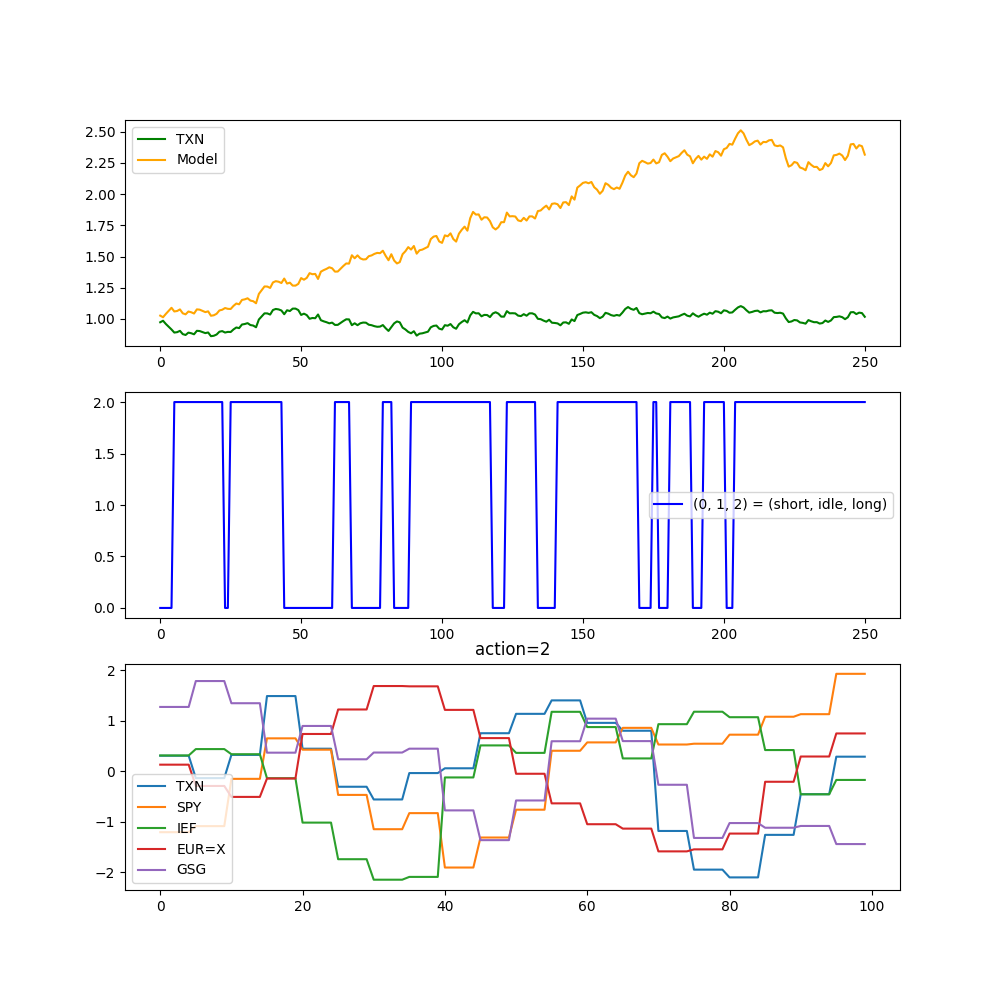 2.50
2.25
2.00
1.75
1.50
1.25
1.00
TXN
Model
0 50 100 150 200 250
2.0
1.5
1.0
0.5
0.0
(0, 1, 2) = (short, idle, long)
0 50 100 150 200 250
action=2
2
1
0
−1
−2
TXN
SPY
IEF
EUR=X
GSG
0 20 40 60 80 100